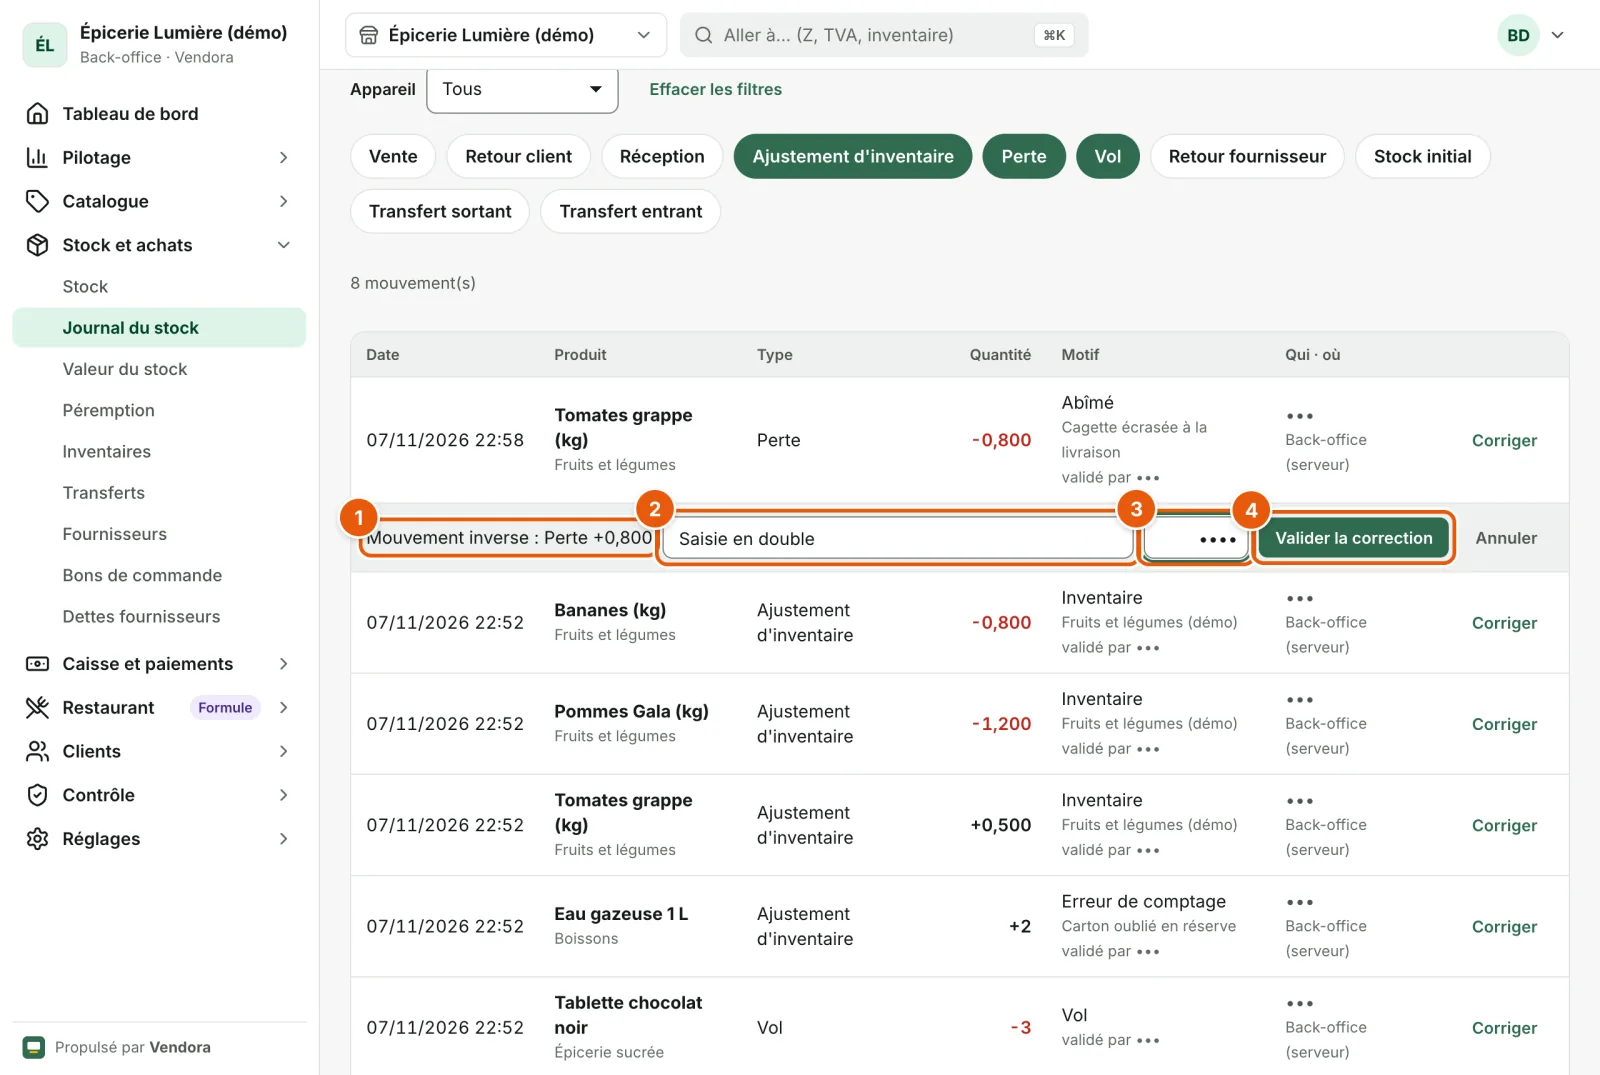 ÉL
Épicerie Lumière (démo)
Back-office · Vendora
Tableau de bord
Pilotage
Catalogue
Stock et achats
Stock
Journal du stock
Valeur du stock
Péremption
Inventaires
Transferts
Fournisseurs
Bons de commande
Dettes fournisseurs
Caisse et paiements
Restaurant Formule
Clients
Contrôle
Réglages
Propulsé par Vendora
Épicerie Lumière (démo)
Aller à... (Z, TVA, inventaire) ⌘K
BD
Appareil Tous Effacer les filtres
Vente Retour client Réception Ajustement d'inventaire Perte Vol Retour fournisseur Stock initial
Transfert sortant Transfert entrant
8 mouvement(s)
Date Produit Type Quantité Motif Qui · où
07/11/2026 22:58
Tomates grappe
(kg)
Fruits et légumes
Perte
-0,800
Abîmé
Cagette écrasée à la
livraison
validé par •••
•••
Back-office
(serveur)
Corriger
1 2 3 4
Mouvement inverse : Perte +0,800 Saisie en double •••• Valider la correction Annuler
07/11/2026 22:52
Bananes (kg)
Fruits et légumes
Ajustement
d'inventaire
-0,800
Inventaire
Fruits et légumes (démo)
validé par •••
•••
Back-office
(serveur)
Corriger
07/11/2026 22:52
Pommes Gala (kg)
Fruits et légumes
Ajustement
d'inventaire
-1,200
Inventaire
Fruits et légumes (démo)
validé par •••
•••
Back-office
(serveur)
Corriger
07/11/2026 22:52
Tomates grappe
(kg)
Fruits et légumes
Ajustement
d'inventaire
+0,500
Inventaire
Fruits et légumes (démo)
validé par •••
•••
Back-office
(serveur)
Corriger
07/11/2026 22:52
Eau gazeuse 1 L
Boissons
Ajustement
d'inventaire
+2
Erreur de comptage
Carton oublié en réserve
validé par •••
•••
Back-office
(serveur)
Corriger
07/11/2026 22:52
Tablette chocolat
noir
Épicerie sucrée
Vol
-3
Vol
validé par •••
•••
Back-office
(serveur)
Corriger